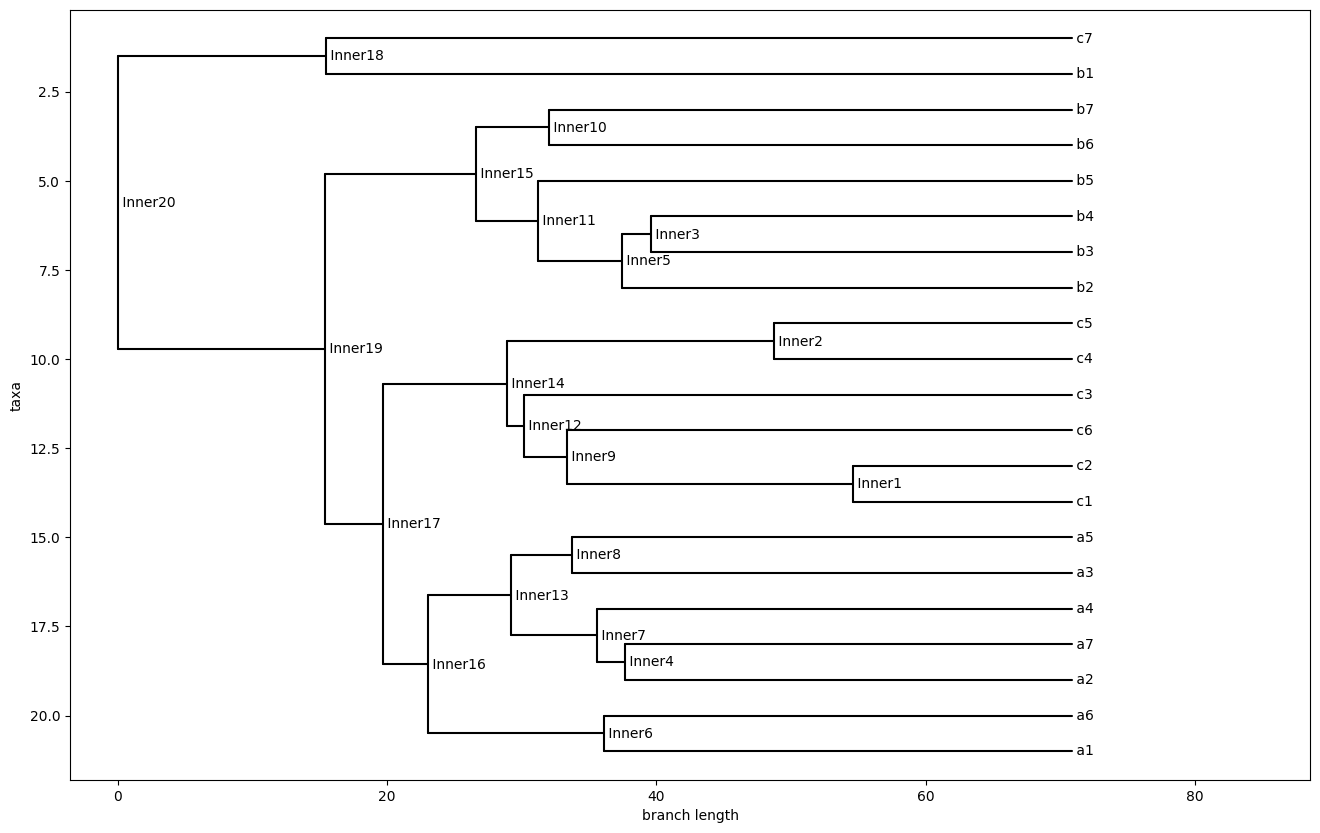 c7
Inner18
b1
2.5
b7
Inner10
b6
Inner15
5.0
b5
Inner20
b4
Inner11
Inner3
b3
Inner5
7.5
b2
c5
Inner2
Inner19
10.0
c4
Inner14
taxa
c3
Inner12
c6
12.5
Inner9
c2
Inner1
c1
Inner17
15.0
a5
Inner8
a3
Inner13
a4
17.5
Inner7
a7
Inner4
Inner16
a2
20.0
a6
Inner6
a1
0 20 40 60 80
branch length